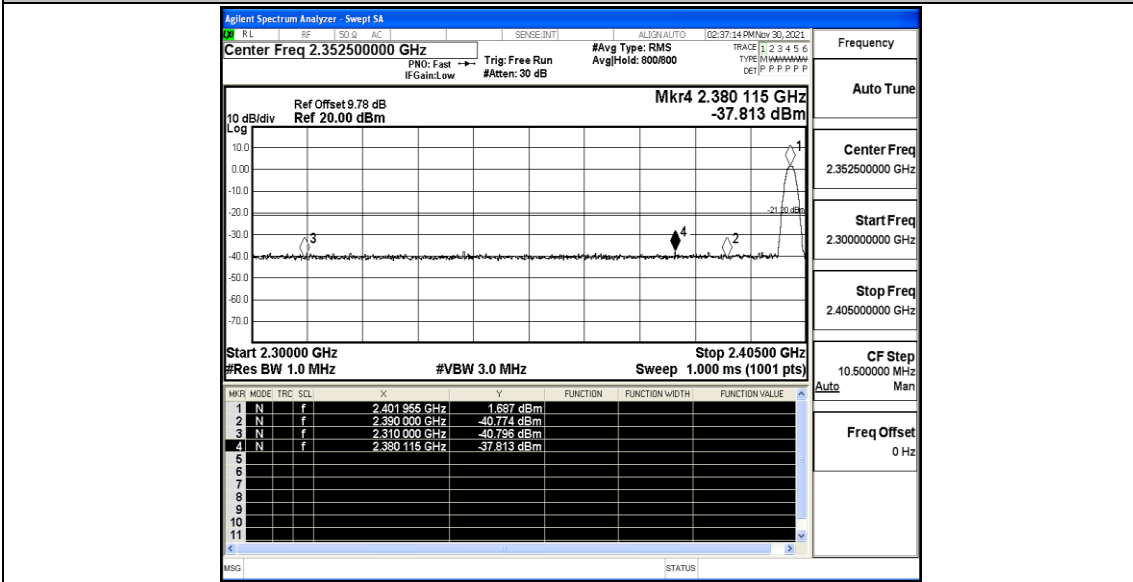 Agilent Spectrum Analyzer - Swept SA
RL RF 50 Ω AC SENSE:INT ALIGN AUTO 02:37:14 PM Nov 30, 2021
Center Freq 2.352500000 GHz
PNO: Fast
IFGain:Low
Trig: Free Run
#Atten: 30 dB
#Avg Type: RMS
Avg|Hold: 800/800
TRACE 1 2 3 4 5 6
TYPE M WWWWW
DET P P P P P P
Ref Offset 9.78 dB
10 dB/div Ref 20.00 dBm
Log
Mkr4 2.380 115 GHz
-37.813 dBm
10.0
0.00
-10.0
-20.0
-30.0
-40.0
-50.0
-60.0
-70.0
1
-21.20 dBm
3
4
2
Start 2.30000 GHz Stop 2.40500 GHz
#Res BW 1.0 MHz #VBW 3.0 MHz Sweep 1.000 ms (1001 pts)
MKR MODE TRC SCL X Y FUNCTION FUNCTION WIDTH FUNCTION VALUE
1 N f 2.401 955 GHz 1.687 dBm
2 N f 2.390 000 GHz -40.774 dBm
3 N f 2.310 000 GHz -40.796 dBm
4 N f 2.380 115 GHz -37.813 dBm
5
6
7
8
9
10
11
MSG STATUS
Frequency
Auto Tune
Center Freq
2.352500000 GHz
Start Freq
2.300000000 GHz
Stop Freq
2.405000000 GHz
CF Step
10.500000 MHz
Auto Man
Freq Offset
0 Hz